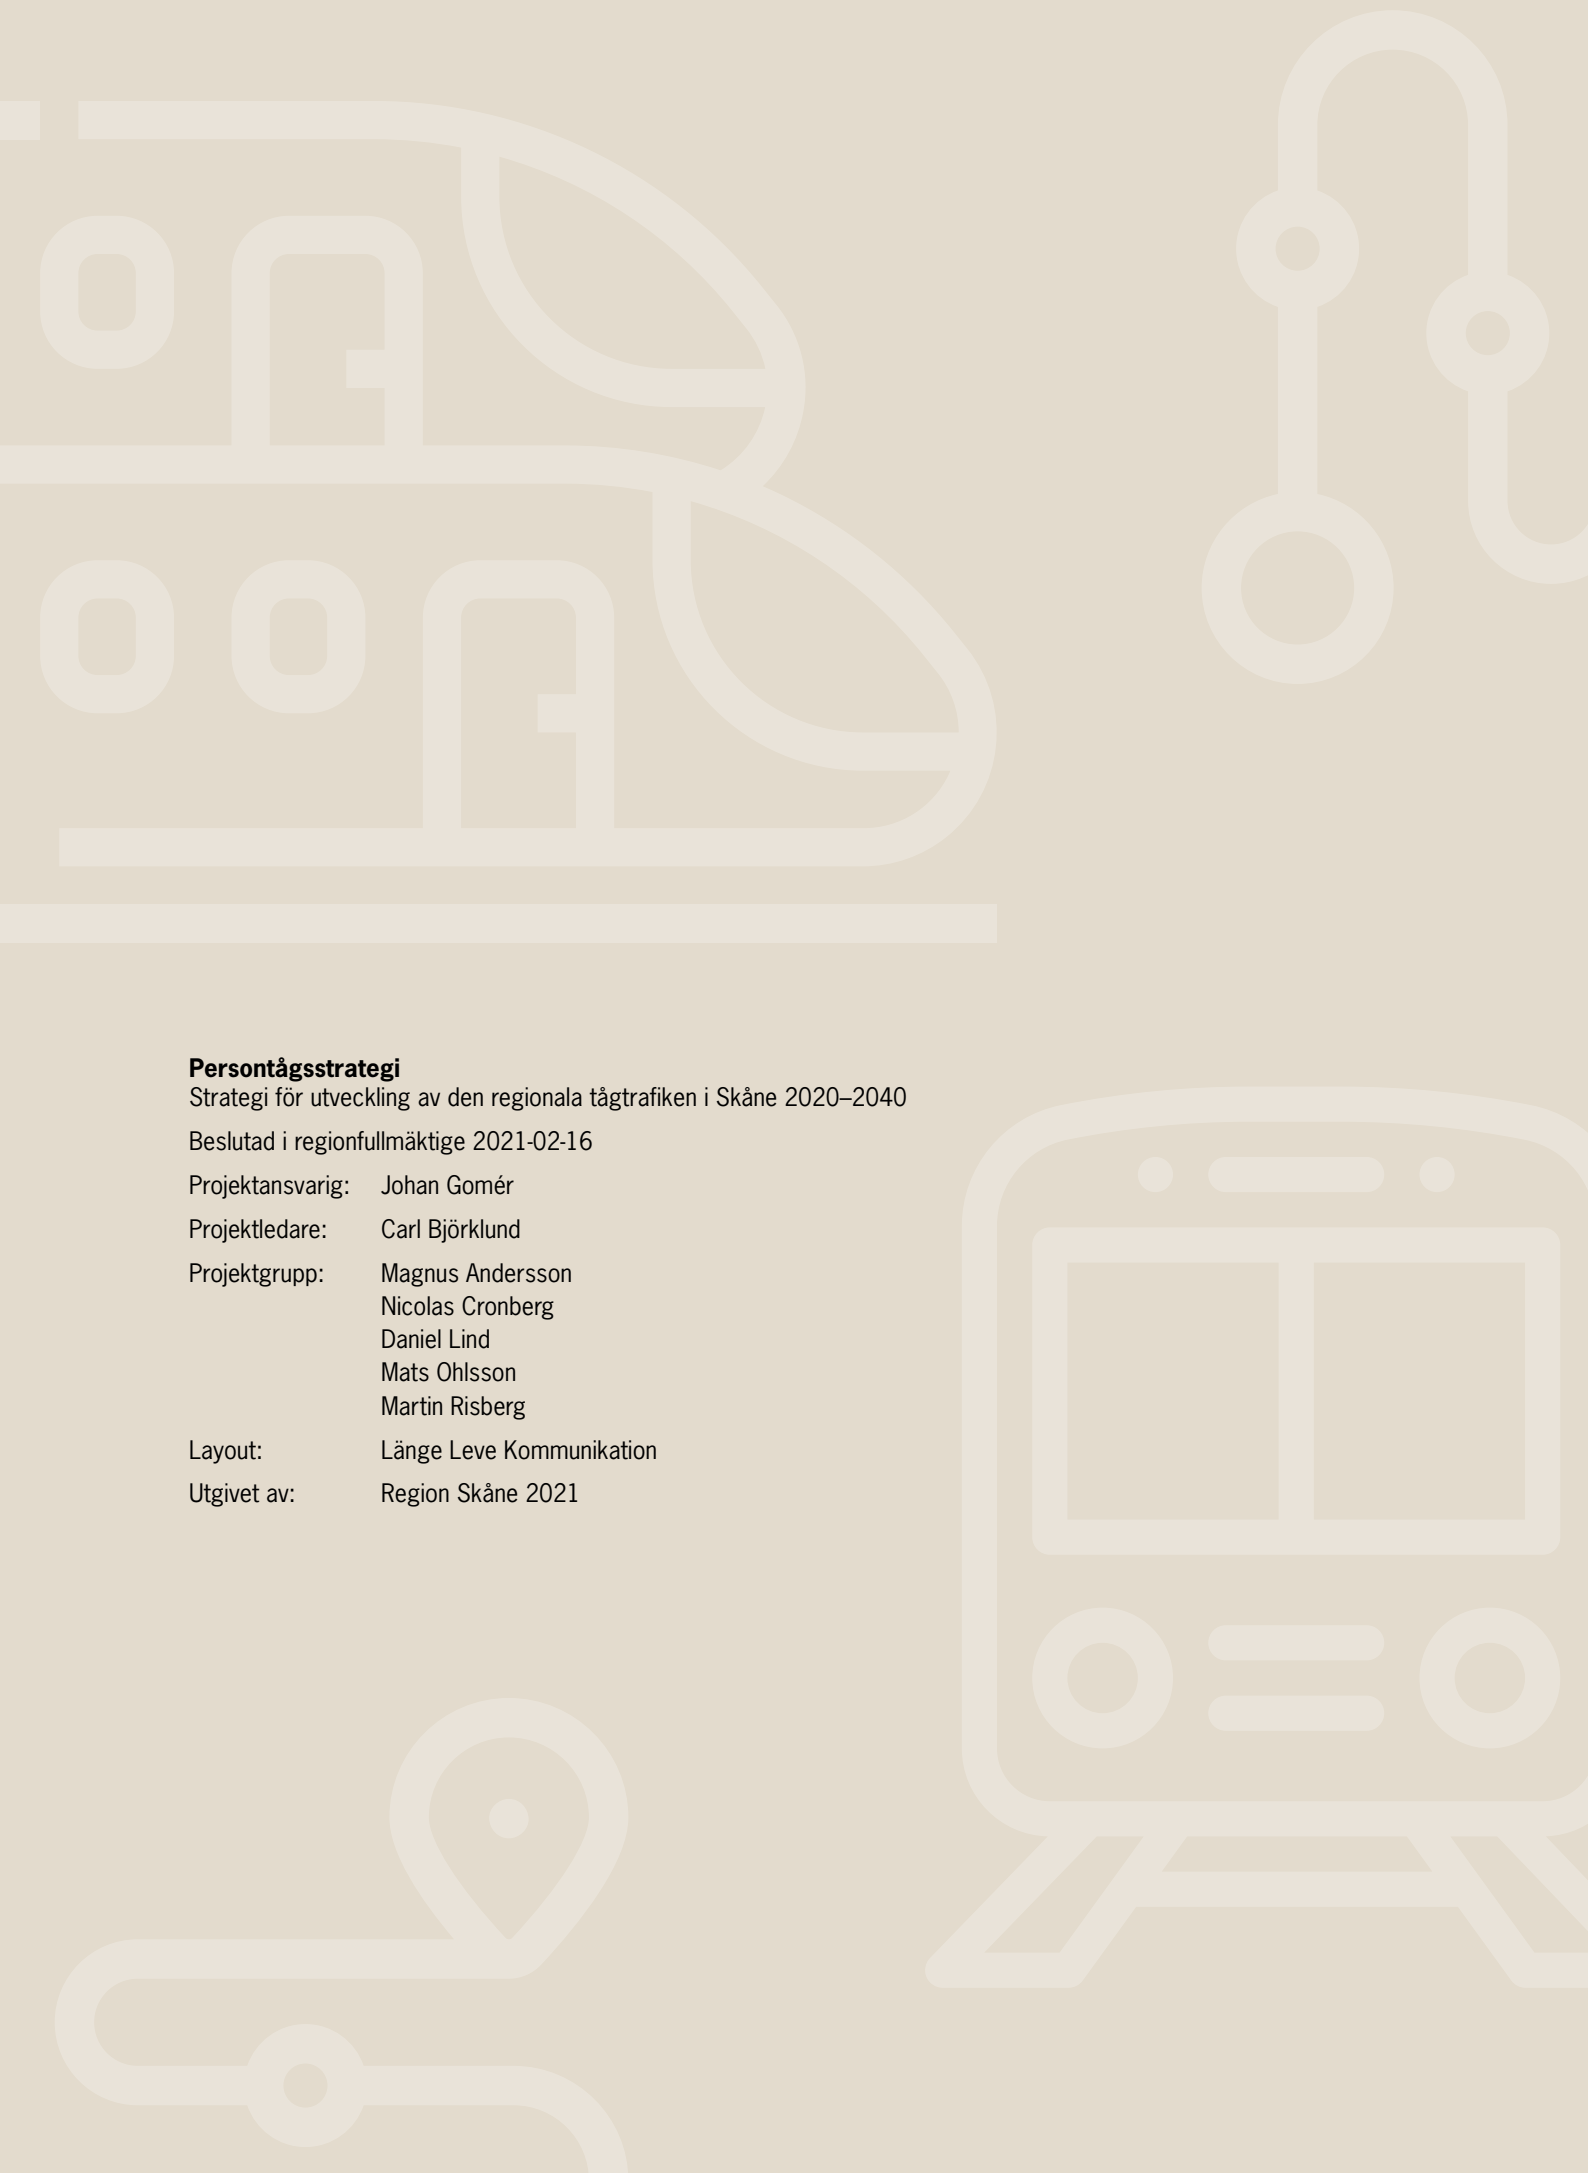 Persontågsstrategi
Strategi för utveckling av den regionala tågtrafiken i Skåne 2020–2040
Beslutad i regionfullmäktige 2021-02-16
Projektansvarig: Johan Gomér
Projektledare: Carl Björklund
Projektgrupp: Magnus Andersson
Nicolas Cronberg
Daniel Lind
Mats Ohlsson
Martin Risberg
Layout: Länge Leve Kommunikation
Utgivet av: Region Skåne 2021